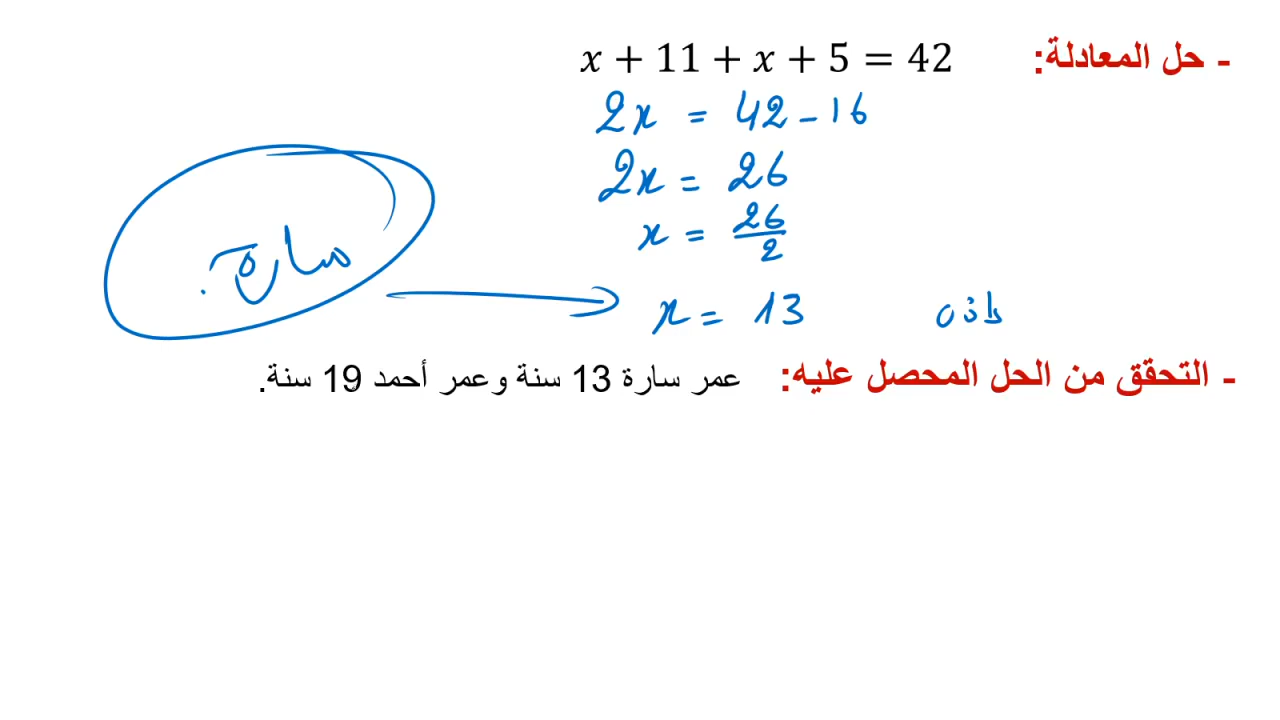 - حل المعادلة: x + 11 + x + 5 = 42
2x = 42 - 16
2x = 26
x = 26/2
سارة
x = 13 إذن
- التحقق من الحل المحصل عليه: عمر سارة 13 سنة وعمر أحمد 19 سنة.